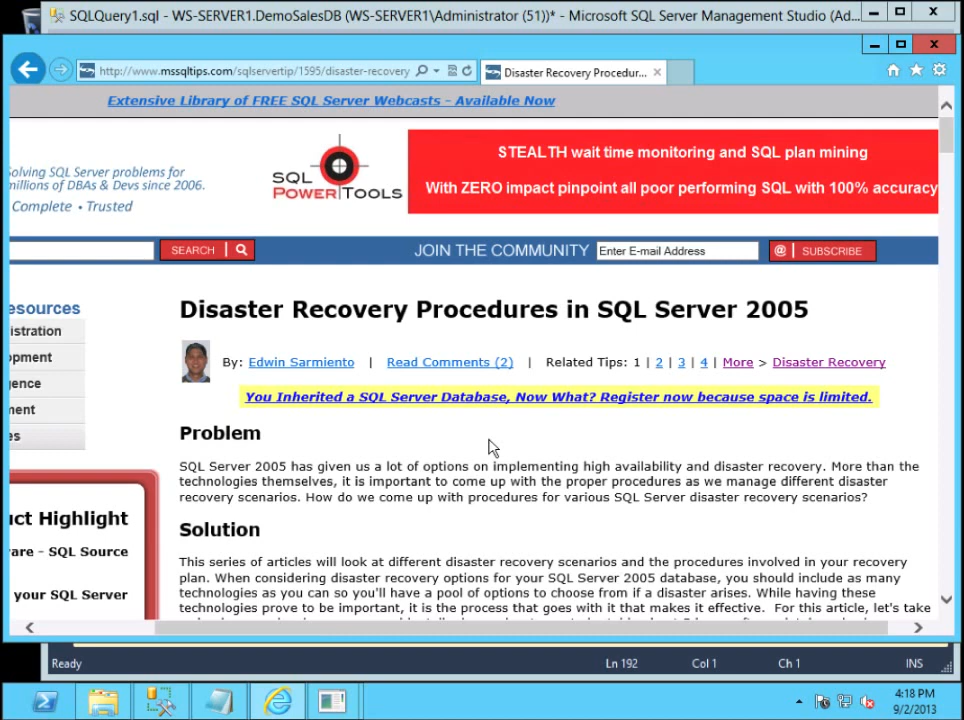 SQLQuery1.sql - WS-SERVER1.DemoSalesDB (WS-SERVER1\Administrator (51))* - Microsoft SQL Server Management Studio (Ad...
http://www.mssqltips.com/sqlservertip/1595/disaster-recovery
Disaster Recovery Procedur...
Extensive Library of FREE SQL Server Webcasts - Available Now
olving SQL Server problems for
millions of DBAs & Devs since 2006.
Complete • Trusted
SQL
POWER TOOLS
STEALTH wait time monitoring and SQL plan mining
With ZERO impact pinpoint all poor performing SQL with 100% accuracy
SEARCH
JOIN THE COMMUNITY
Enter E-mail Address
@ | SUBSCRIBE
esources
istration
opment
gence
ment
es
Disaster Recovery Procedures in SQL Server 2005
By: Edwin Sarmiento | Read Comments (2) | Related Tips: 1 | 2 | 3 | 4 | More > Disaster Recovery
You Inherited a SQL Server Database, Now What? Register now because space is limited.
Problem
SQL Server 2005 has given us a lot of options on implementing high availability and disaster recovery. More than the
technologies themselves, it is important to come up with the proper procedures as we manage different disaster
recovery scenarios. How do we come up with procedures for various SQL Server disaster recovery scenarios?
Solution
This series of articles will look at different disaster recovery scenarios and the procedures involved in your recovery
plan. When considering disaster recovery options for your SQL Server 2005 database, you should include as many
technologies as you can so you'll have a pool of options to choose from if a disaster arises. While having these
technologies prove to be important, it is the process that goes with it that makes it effective. For this article, let's take
uct Highlight
are - SQL Source
your SQL Server
Ready
Ln 192
Col 1
Ch 1
INS
4:18 PM
9/2/2013